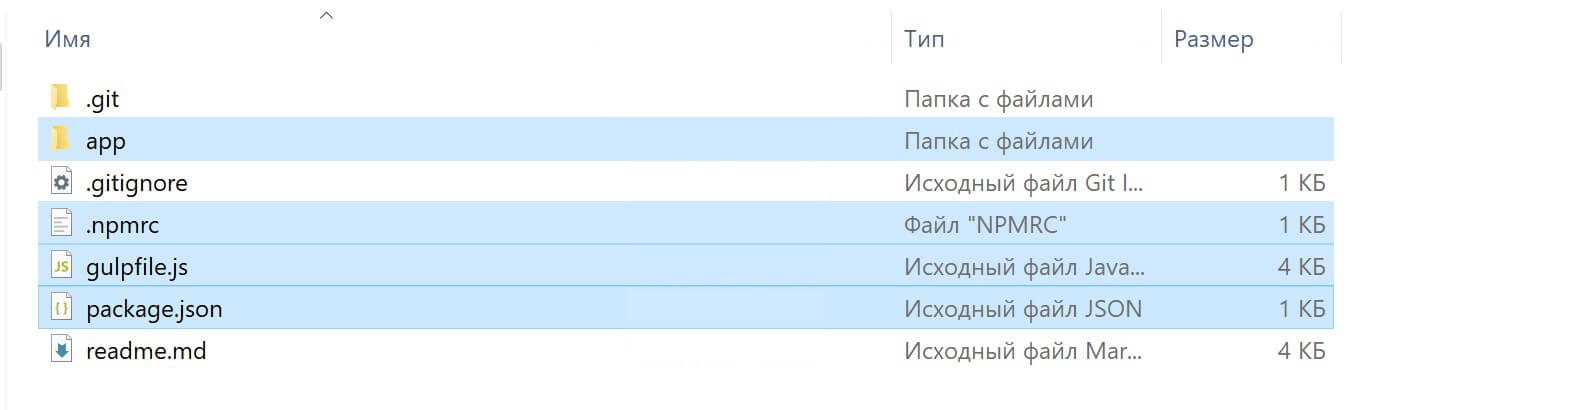 Имя Тип Размер
.git Папка с файлами
app Папка с файлами
.gitignore Исходный файл Git I... 1 КБ
.npmrc Файл "NPMRC" 1 КБ
gulpfile.js Исходный файл Java... 4 КБ
package.json Исходный файл JSON 1 КБ
readme.md Исходный файл Mar... 4 КБ